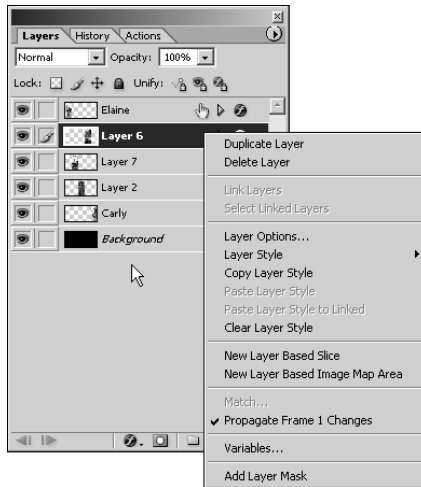 Layers History Actions
Normal Opacity: 100%
Lock: Unify:
Elaine
Layer 6
Layer 7
Layer 2
Carly
Background
Duplicate Layer
Delete Layer
Link Layers
Select Linked Layers
Layer Options...
Layer Style
Copy Layer Style
Paste Layer Style
Paste Layer Style to Linked
Clear Layer Style
New Layer Based Slice
New Layer Based Image Map Area
Match...
Propagate Frame 1 Changes
Variables...
Add Layer Mask